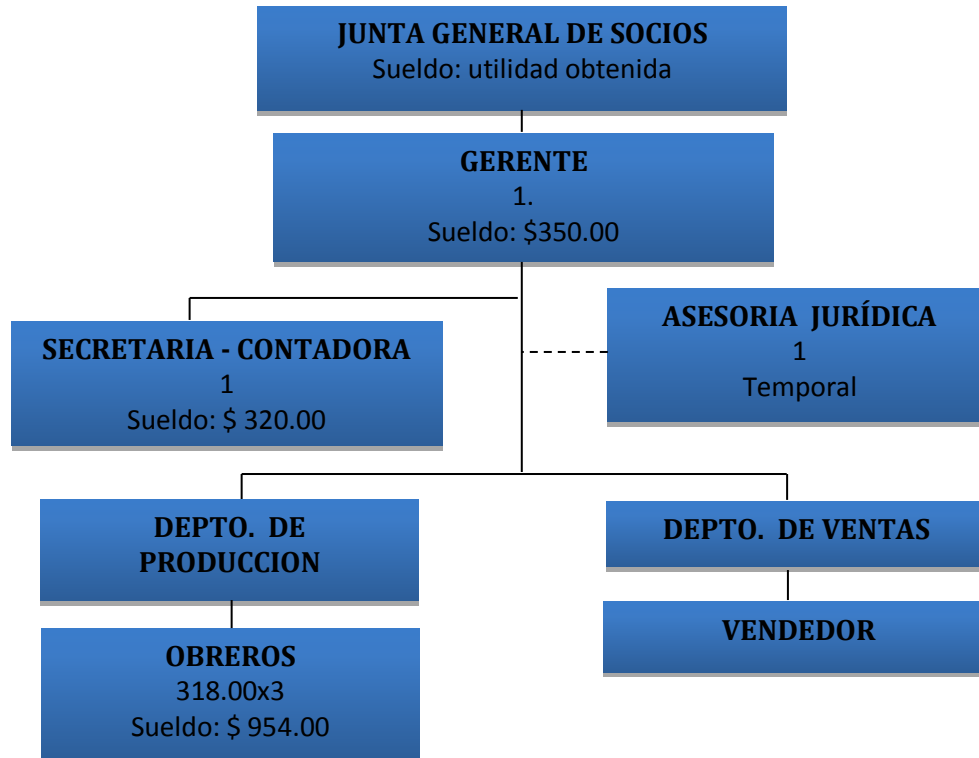 JUNTA GENERAL DE SOCIOS
Sueldo: utilidad obtenida
GERENTE
1.
Sueldo: $350.00
SECRETARIA - CONTADORA
1
Sueldo: $ 320.00
ASESORIA JURÍDICA
1
Temporal
DEPTO. DE
PRODUCCION
DEPTO. DE VENTAS
OBREROS
318.00x3
Sueldo: $ 954.00
VENDEDOR